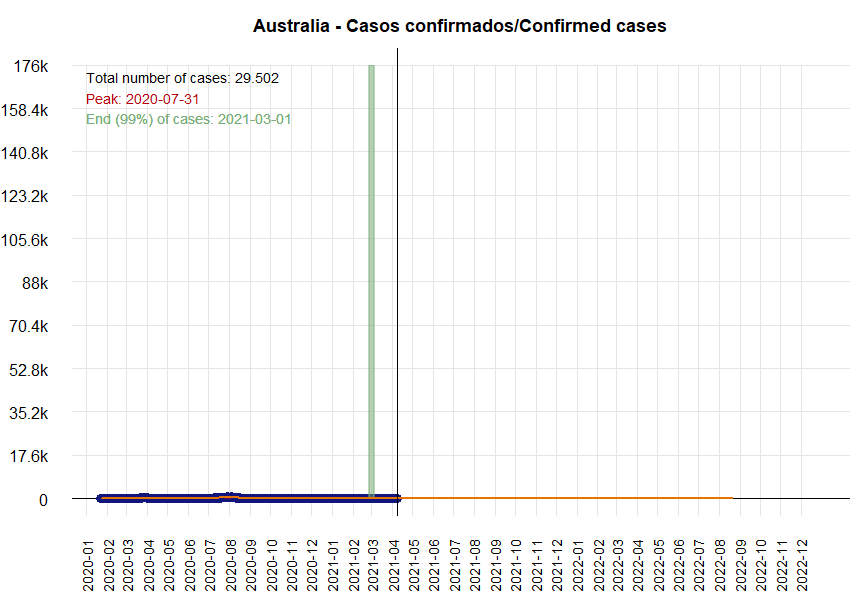 Australia - Casos confirmados/Confirmed cases
176k
158.4k
140.8k
123.2k
105.6k
88k
70.4k
52.8k
35.2k
17.6k
0
Total number of cases: 29.502
Peak: 2020-07-31
End (99%) of cases: 2021-03-01
2020-01
2020-02
2020-03
2020-04
2020-05
2020-06
2020-07
2020-08
2020-09
2020-10
2020-11
2020-12
2021-01
2021-02
2021-03
2021-04
2021-05
2021-06
2021-07
2021-08
2021-09
2021-10
2021-11
2021-12
2022-01
2022-02
2022-03
2022-04
2022-05
2022-06
2022-07
2022-08
2022-09
2022-10
2022-11
2022-12